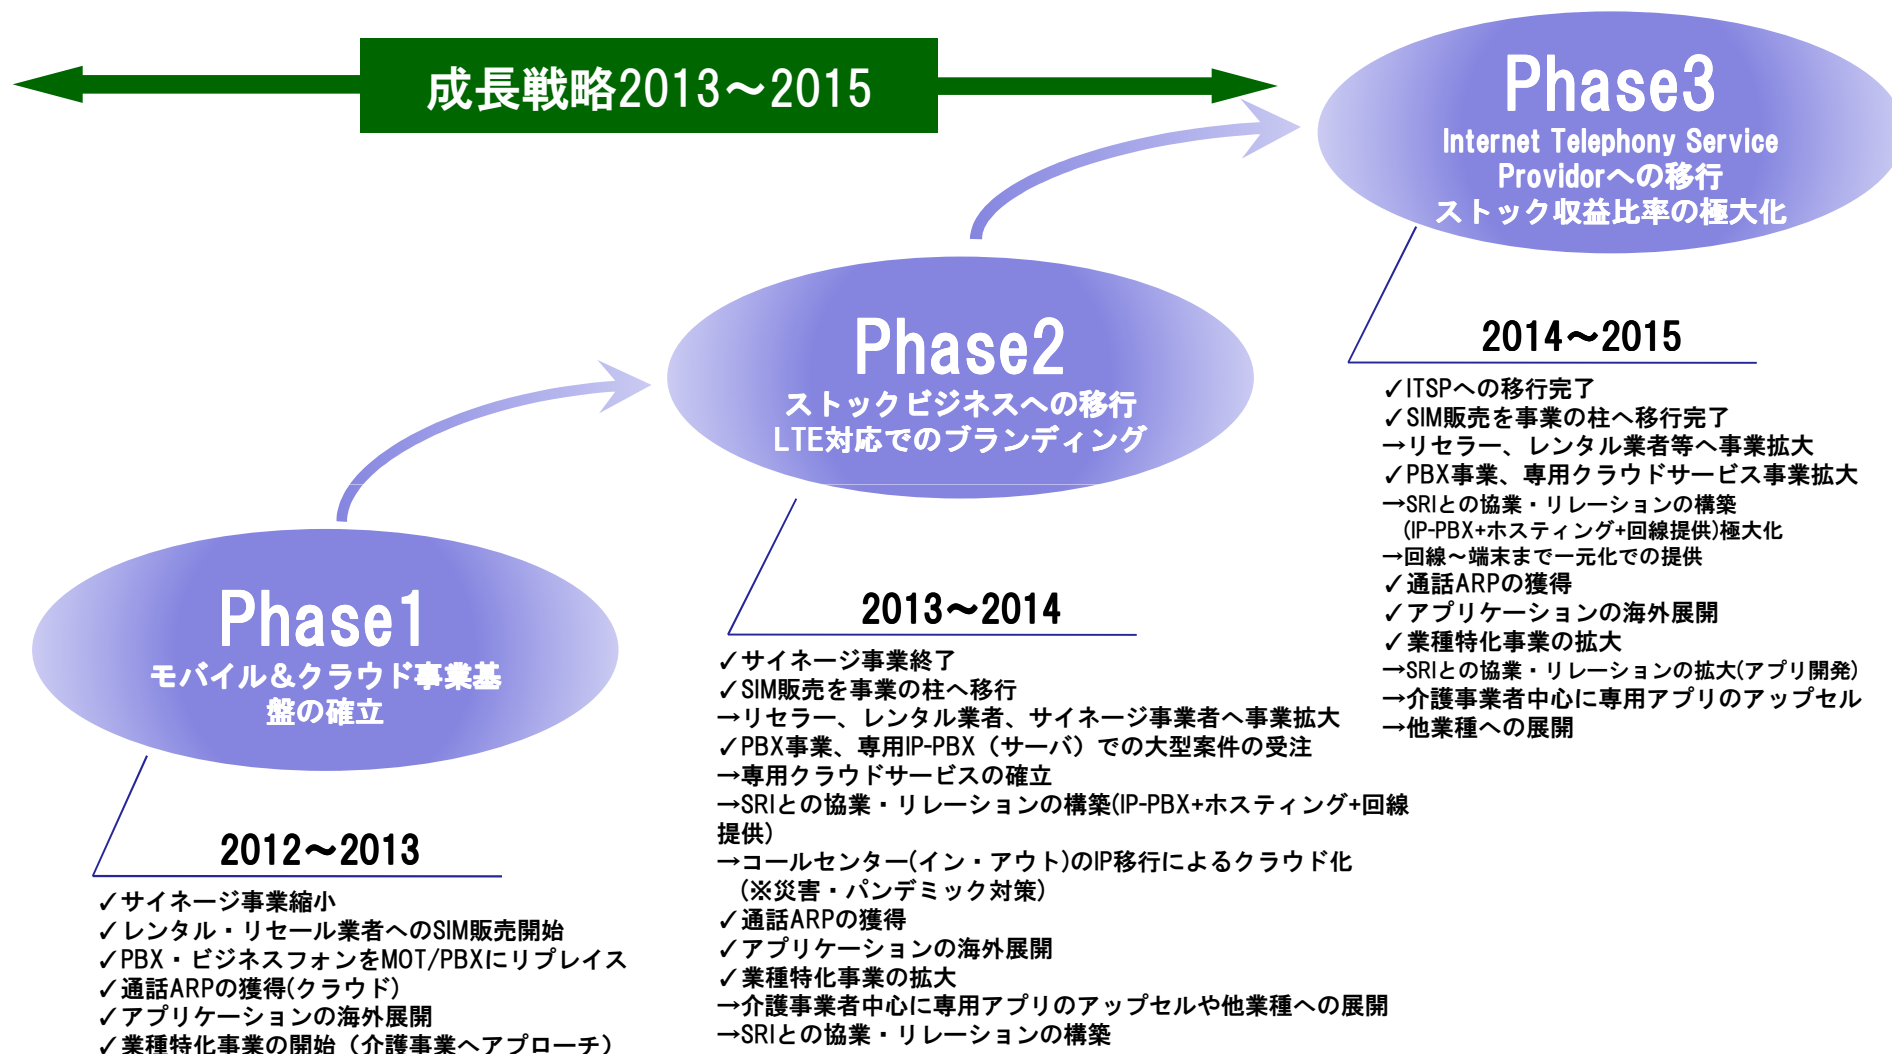 成長戦略2013～2015
Phase3
Internet Telephony Service
Providorへの移行
ストック収益比率の極大化
2014～2015
✓ITSPへの移行完了
✓SIM販売を事業の柱へ移行完了
→リセラー、レンタル業者等へ事業拡大
✓PBX事業、専用クラウドサービス事業拡大
→SRIとの協業・リレーションの構築
(IP-PBX+ホスティング+回線提供)極大化
→回線～端末まで一元化での提供
✓通話ARPの獲得
✓アプリケーションの海外展開
✓業種特化事業の拡大
→SRIとの協業・リレーションの拡大(アプリ開発)
→介護事業者中心に専用アプリのアップセル
→他業種への展開
Phase2
ストックビジネスへの移行
LTE対応でのブランディング
2013～2014
✓サイネージ事業終了
✓SIM販売を事業の柱へ移行
→リセラー、レンタル業者、サイネージ事業者へ事業拡大
✓PBX事業、専用IP-PBX（サーバ）での大型案件の受注
→専用クラウドサービスの確立
→SRIとの協業・リレーションの構築(IP-PBX+ホスティング+回線
提供)
→コールセンター(イン・アウト)のIP移行によるクラウド化
(※災害・パンデミック対策)
✓通話ARPの獲得
✓アプリケーションの海外展開
✓業種特化事業の拡大
→介護事業者中心に専用アプリのアップセルや他業種への展開
→SRIとの協業・リレーションの構築
Phase1
モバイル＆クラウド事業基
盤の確立
2012～2013
✓サイネージ事業縮小
✓レンタル・リセール業者へのSIM販売開始
✓PBX・ビジネスフォンをMOT/PBXにリプレイス
✓通話ARPの獲得(クラウド)
✓アプリケーションの海外展開
✓業種特化事業の開始（介護事業へアプローチ）